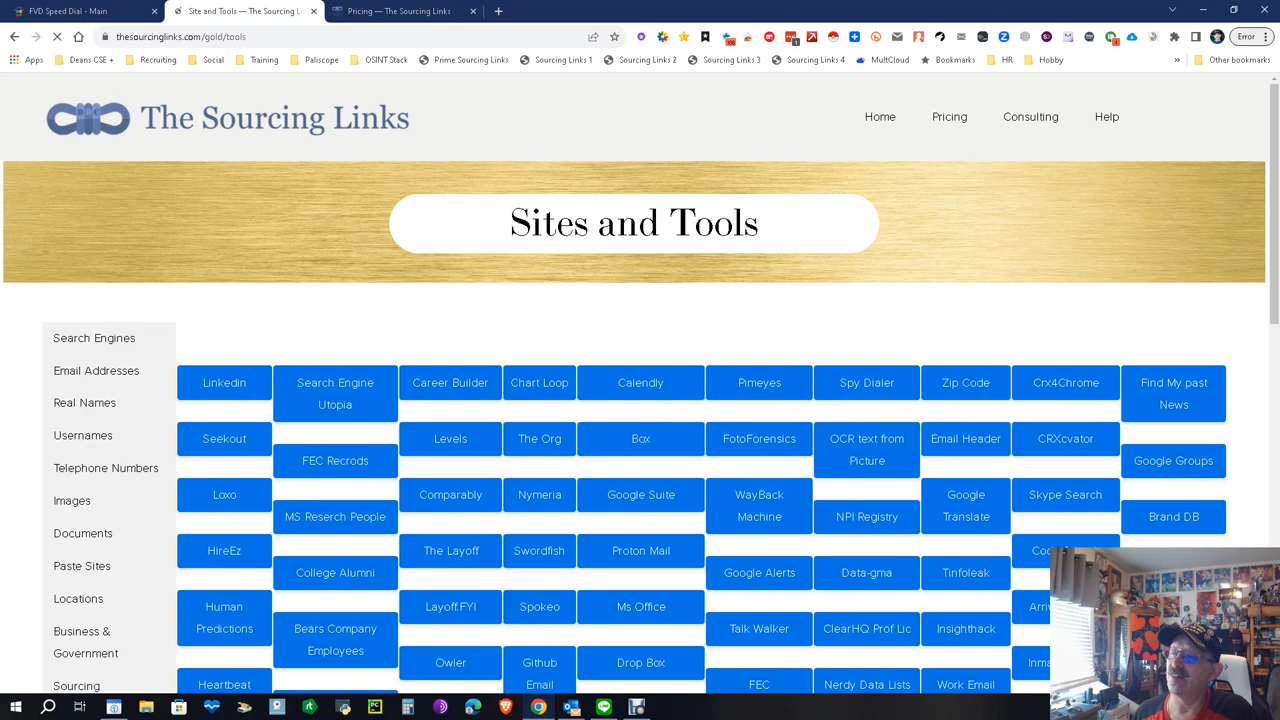 FVD Speed Dial - Main
Site and Tools — The Sourcing Lin
Pricing — The Sourcing Links
thesourcinglinks.com/gold/tools
Error
Apps
Deans CSE +
Recruiting
Social
Training
Paliscope
OSINT Stack
Prime Sourcing Links
Sourcing Links 1
Sourcing Links 2
Sourcing Links 3
Sourcing Links 4
MultCloud
Bookmarks
HR
Hobby
Other bookmarks
The Sourcing Links
Home
Pricing
Consulting
Help
Sites and Tools
Search Engines
Email Addresses
Real Names
Usernames
Telephone Numbers
Images
Documents
Paste Sites
Locations
Business &
Government
Sourcing
Linkedin
Seekout
Loxo
HireEz
Human
Predictions
Heartbeat
Search Engine
Utopia
FEC Recrods
MS Reserch People
College Alumni
Bears Company
Employees
Career Builder
Levels
Comparably
The Layoff
Layoff.FYI
Owler
Chart Loop
The Org
Nymeria
Swordfish
Spokeo
Github
Email
Calendly
Box
Google Suite
Proton Mail
Ms Office
Drop Box
Pimeyes
FotoForensics
WayBack
Machine
Google Alerts
Talk Walker
FEC
Spy Dialer
OCR text from
Picture
NPI Registry
Data-gma
ClearHQ Prof Lic
Nerdy Data Lists
Zip Code
Email Header
Google
Translate
Tinfoleak
Insighthack
Work Email
Crx4Chrome
CRXcvator
Skype Search
Find My past
News
Google Groups
Brand DB